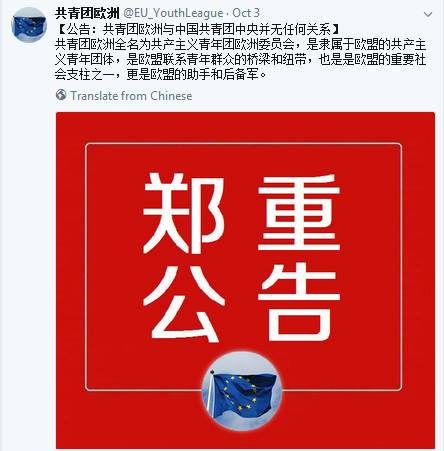 共青团欧洲 @EU_YouthLeague · Oct 3
【公告：共青团欧洲与中国共青团中央并无任何关系】
共青团欧洲全名为共产主义青年团欧洲委员会，是隶属于欧盟的共产主
义青年团体，是欧盟联系青年群众的桥梁和纽带，也是是欧盟的重要社
会支柱之一，更是欧盟的助手和后备军。
Translate from Chinese
郑重
公告